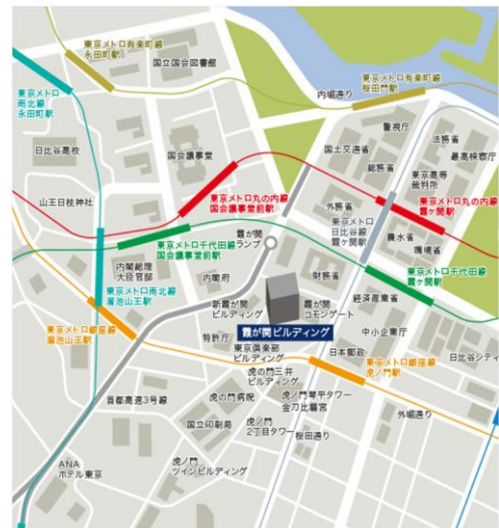 東京メトロ有楽町線
永田町駅
国立国会図書館
東京メトロ有楽町線
桜田門駅
内堀通り
東京メトロ
南北線
永田町駅
警視庁
法務省
国土交通省
最高検察庁
日比谷高校
国会議事堂
総務省
東京高等
裁判所
山王日枝神社
東京メトロ丸の内線
国会議事堂前駅
外務省
東京メトロ丸の内線
霞ケ関駅
東京メトロ
日比谷線
霞ケ関駅
霞が関
ランプ
農水省
環境省
東京メトロ千代田線
国会議事堂前駅
内閣総理
大臣官邸
内閣府
財務省
東京メトロ千代田線
霞ケ関駅
東京メトロ南北線
溜池山王駅
新霞が関
ビルディング
霞が関
コモンゲート
経済産業省
東京メトロ銀座線
溜池山王駅
霞が関ビルディング
中小企業庁
特許庁
東京倶楽部
ビルディング
日本郵政
日比谷シティ
東京メトロ銀座線
虎ノ門駅
虎の門三井
ビルディング
首都高速3号線
虎の門病院
虎ノ門琴平タワー
金刀比羅宮
外堀通り
国立印刷局
虎ノ門
2丁目タワー
桜田通り
ANA
ホテル東京
虎ノ門
ツインビルディング